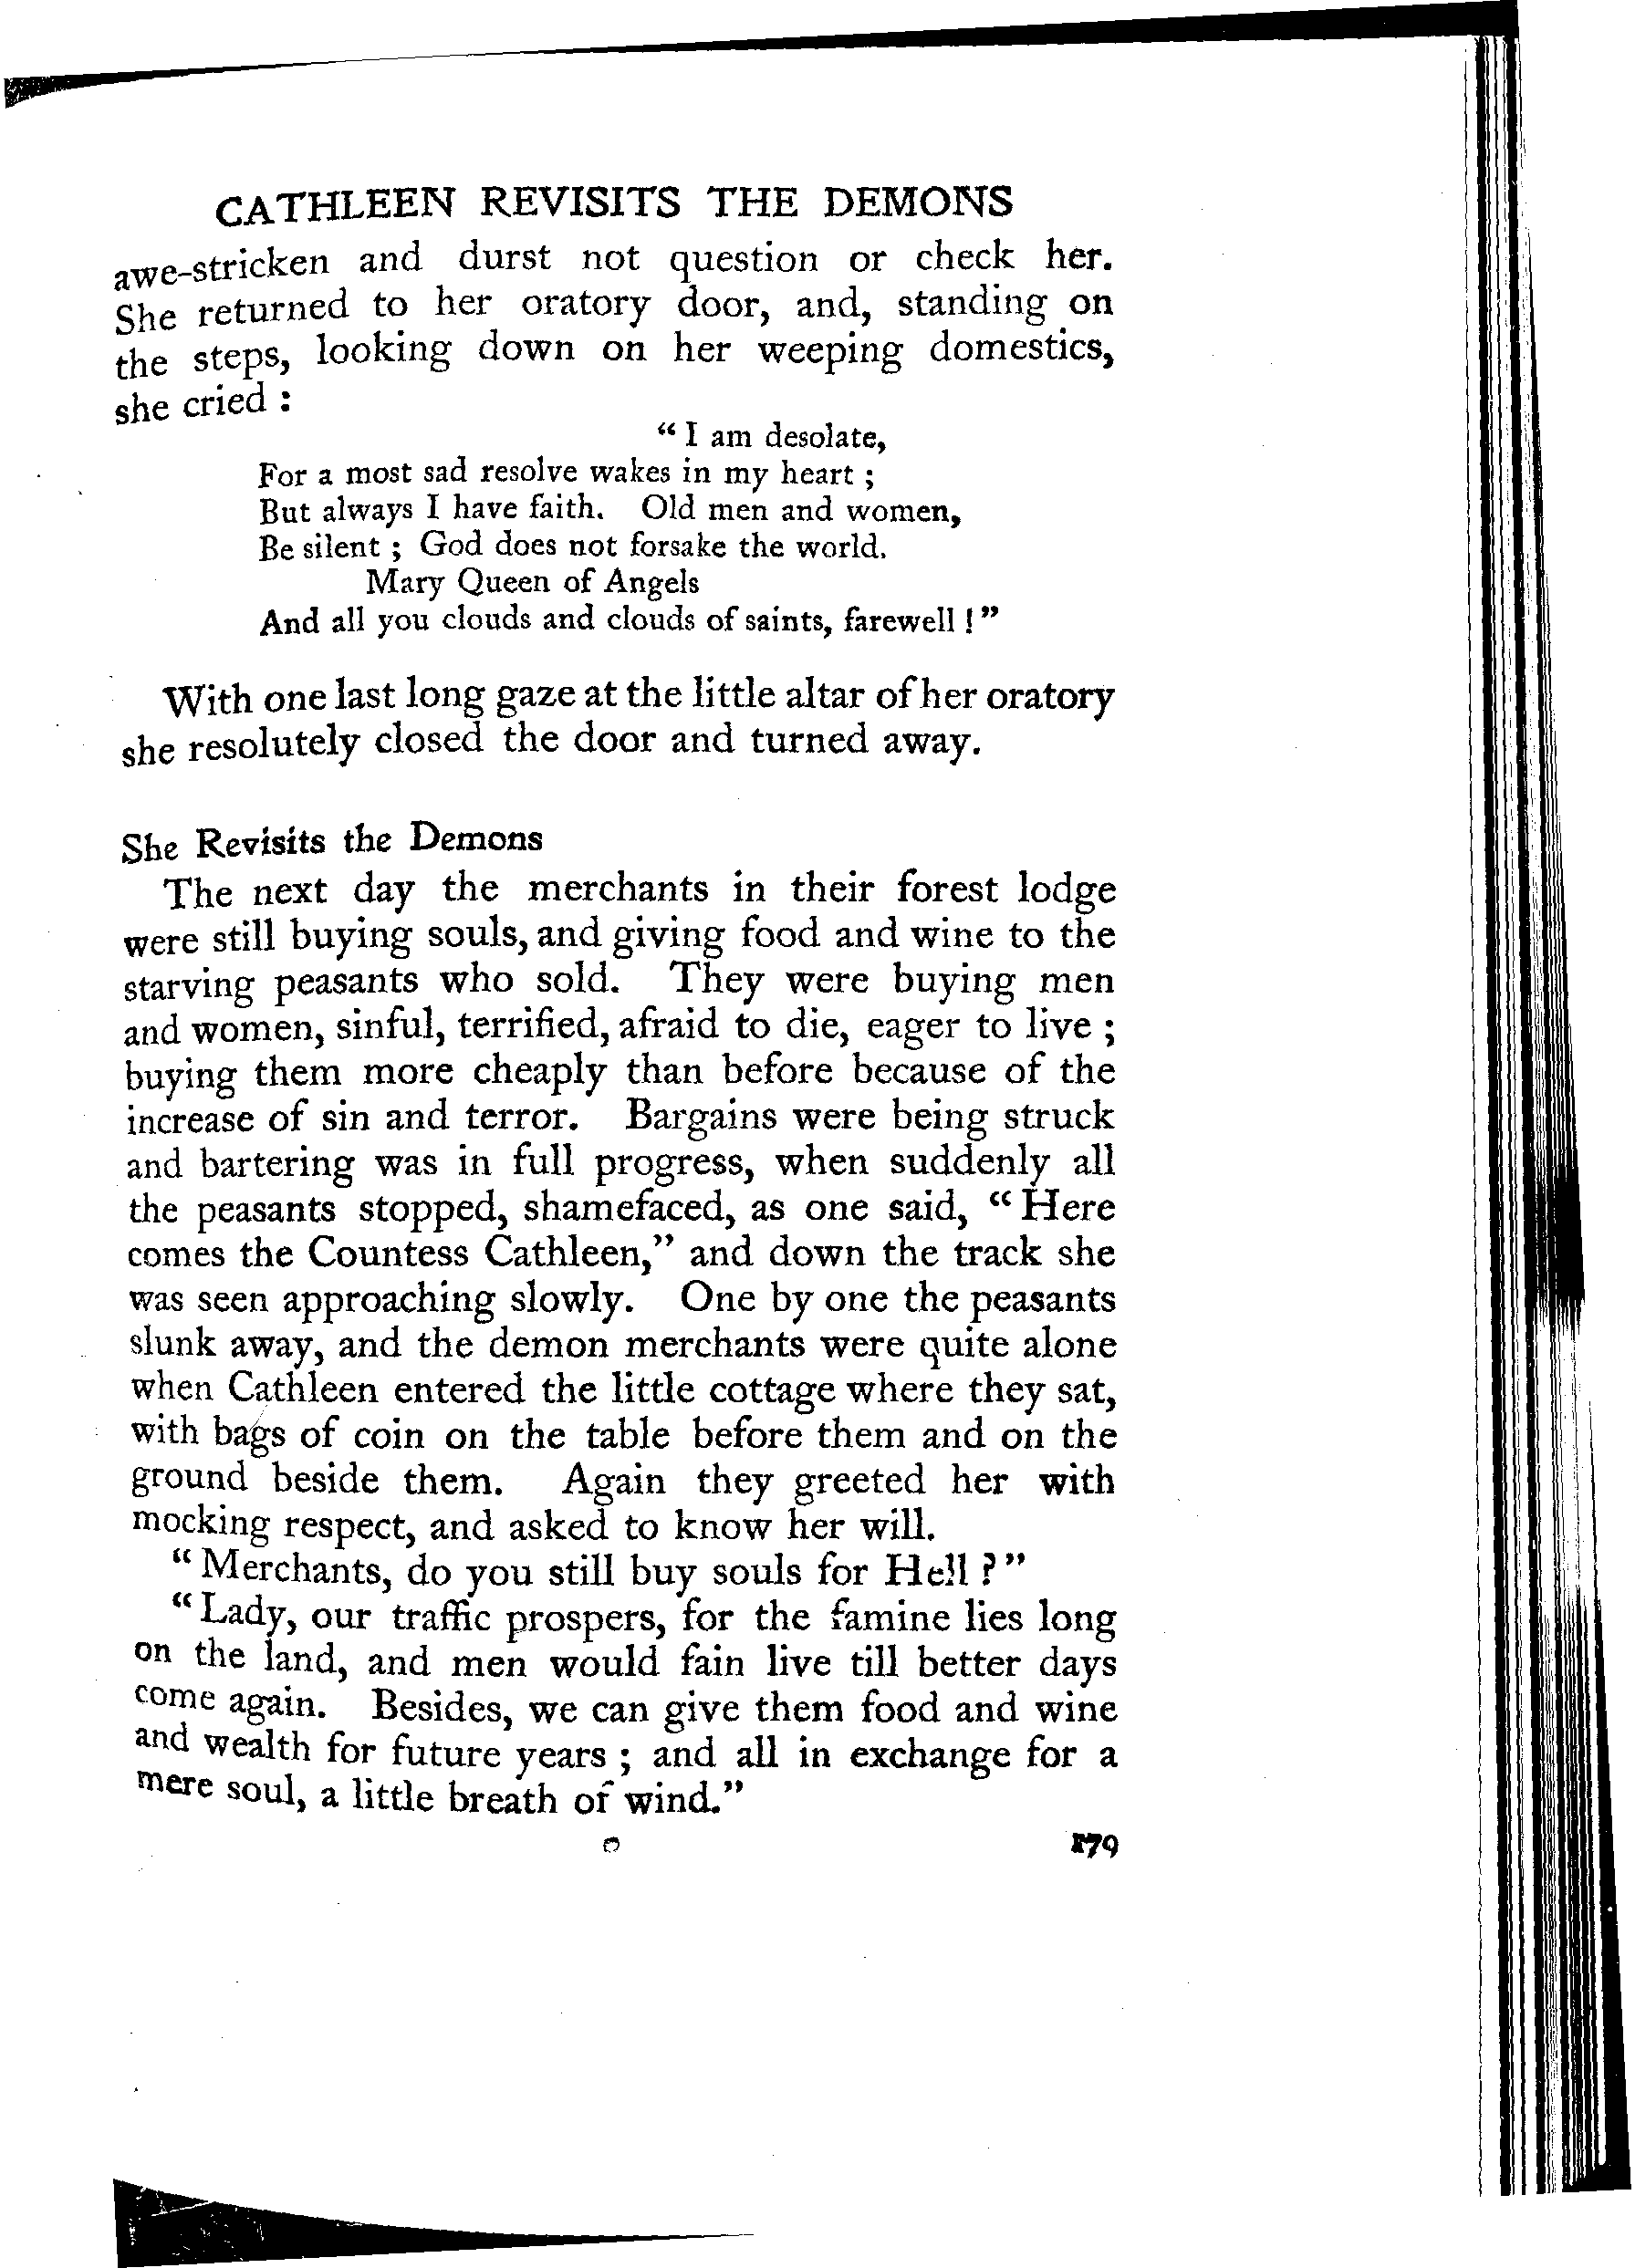 CATHLEEN REVISITS THE DEMONS
awe-stricken and durst not question or check her.
She returned to her oratory door, and, standing on
the steps, looking down on her weeping domestics,
she cried :
“ I am desolate,
For a most sad resolve wakes in my heart ;
But always I have faith. Old men and women,
Be silent ; God does not forsake the world.
Mary Queen of Angels
And all you clouds and clouds of saints, farewell ! ”
With one last long gaze at the little altar of her oratory
she resolutely closed the door and turned away.
She Revisits the Demons
The next day the merchants in their forest lodge
were still buying souls, and giving food and wine to the
starving peasants who sold. They were buying men
and women, sinful, terrified, afraid to die, eager to live ;
buying them more cheaply than before because of the
increase of sin and terror. Bargains were being struck
and bartering was in full progress, when suddenly all
the peasants stopped, shamefaced, as one said, “ Here
comes the Countess Cathleen,” and down the track she
was seen approaching slowly. One by one the peasants
slunk away, and the demon merchants were quite alone
when Cathleen entered the little cottage where they sat,
with bags of coin on the table before them and on the
ground beside them. Again they greeted her with
mocking respect, and asked to know her will.
“ Merchants, do you still buy souls for Hell ? ”
“ Lady, our traffic prospers, for the famine lies long
on the land, and men would fain live till better days
come again. Besides, we can give them food and wine
and wealth for future years ; and all in exchange for a
mere soul, a little breath of wind.”
179